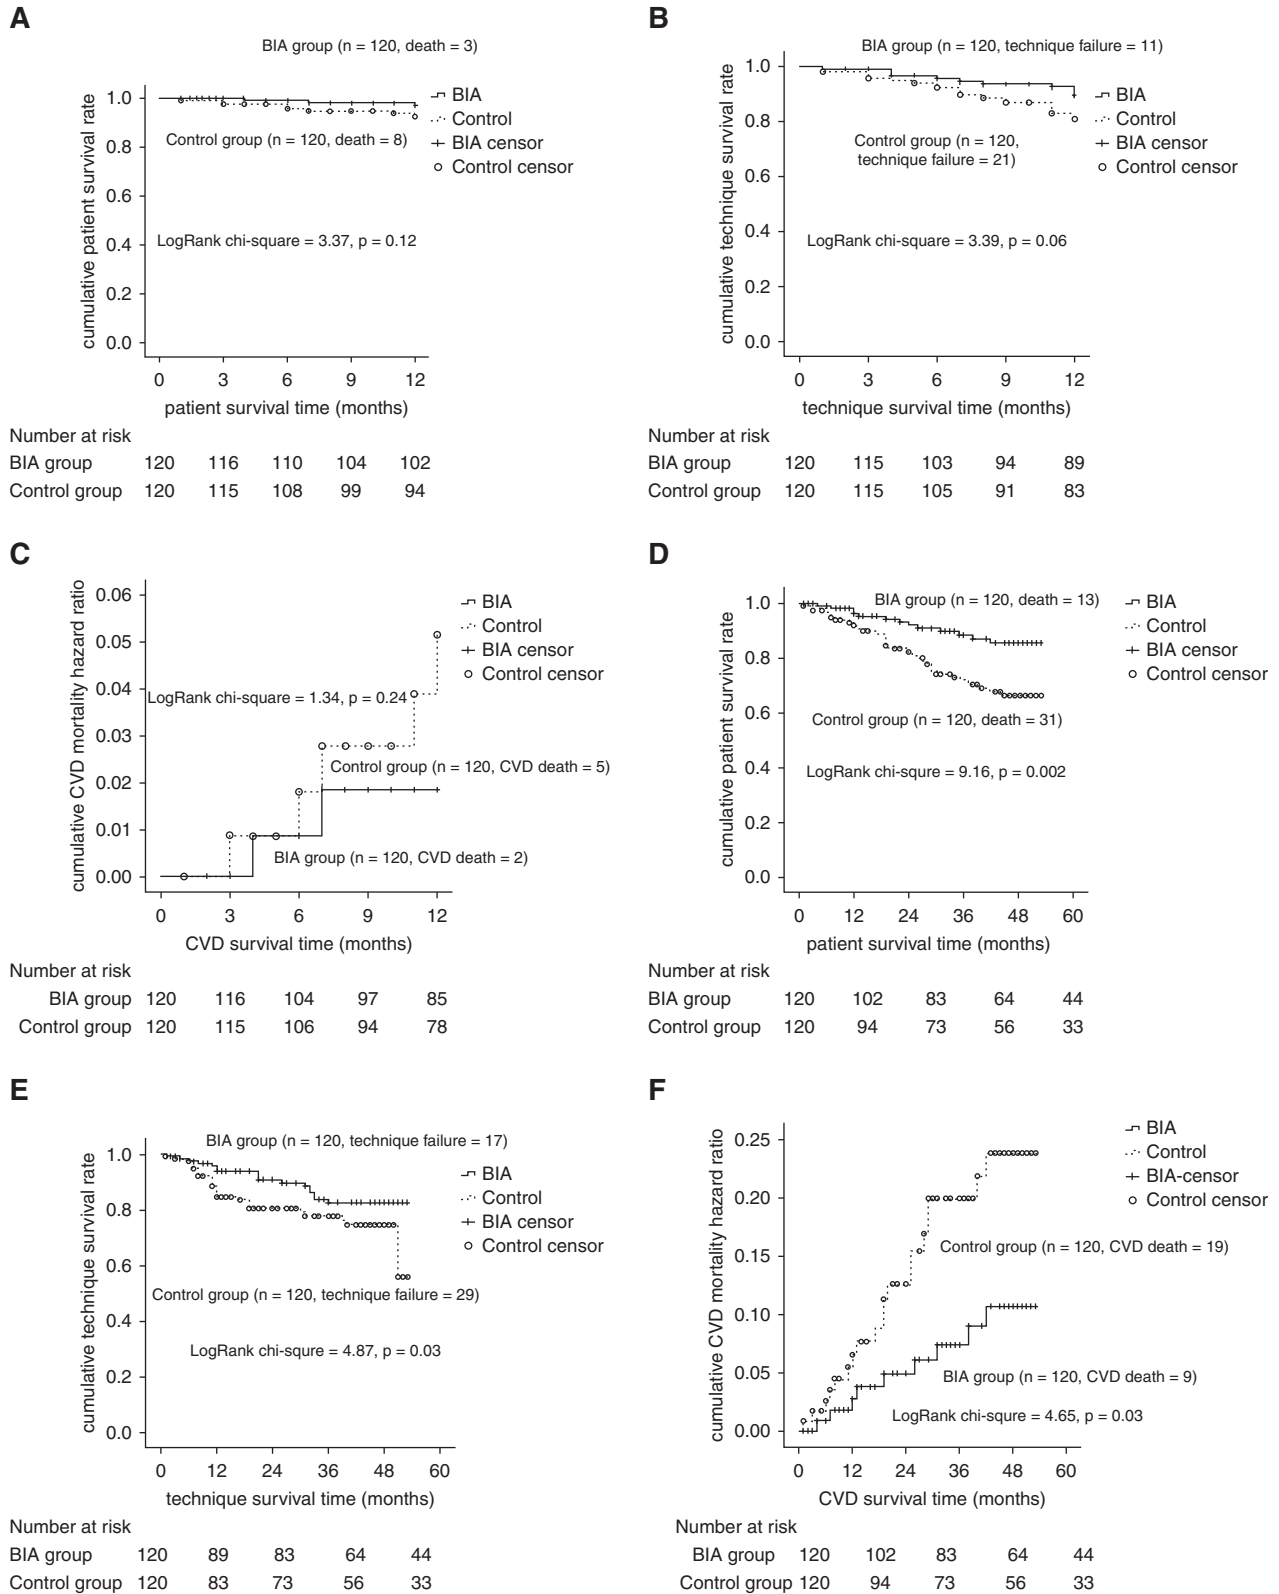 A
BIA group (n = 120, death = 3)
cumulative patient survival rate
1.0
0.8
0.6
0.4
0.2
0.0
BIA
Control
BIA censor
Control censor
Control group (n = 120, death = 8)
LogRank chi-square = 3.37, p = 0.12
0 3 6 9 12
patient survival time (months)
Number at risk
BIA group 120 116 110 104 102
Control group 120 115 108 99 94
B
BIA group (n = 120, technique failure = 11)
cumulative technique survival rate
1.0
0.8
0.6
0.4
0.2
0.0
BIA
Control
BIA censor
Control censor
Control group (n = 120,
technique failure = 21)
LogRank chi-square = 3.39, p = 0.06
0 3 6 9 12
technique survival time (months)
Number at risk
BIA group 120 115 103 94 89
Control group 120 115 105 91 83
C
cumulative CVD mortality hazard ratio
0.06
0.05
0.04
0.03
0.02
0.01
0.00
BIA
Control
BIA censor
Control censor
LogRank chi-square = 1.34, p = 0.24
Control group (n = 120, CVD death = 5)
BIA group (n = 120, CVD death = 2)
0 3 6 9 12
CVD survival time (months)
Number at risk
BIA group 120 116 104 97 85
Control group 120 115 106 94 78
D
cumulative patient survival rate
1.0
0.8
0.6
0.4
0.2
0.0
BIA group (n = 120, death = 13)
BIA
Control
BIA censor
Control censor
Control group (n = 120, death = 31)
LogRank chi-squre = 9.16, p = 0.002
0 12 24 36 48 60
patient survival time (months)
Number at risk
BIA group 120 102 83 64 44
Control group 120 94 73 56 33
E
BIA group (n = 120, technique failure = 17)
cumulative technique survival rate
1.0
0.8
0.6
0.4
0.2
0.0
BIA
Control
BIA censor
Control censor
Control group (n = 120, technique failure = 29)
LogRank chi-squre = 4.87, p = 0.03
0 12 24 36 48 60
technique survival time (months)
Number at risk
BIA group 120 89 83 64 44
Control group 120 83 73 56 33
F
cumulative CVD mortality hazard ratio
0.25
0.20
0.15
0.10
0.05
0.00
BIA
Control
BIA-censor
Control censor
Control group (n = 120, CVD death = 19)
BIA group (n = 120, CVD death = 9)
LogRank chi-squre = 4.65, p = 0.03
0 12 24 36 48 60
CVD survival time (months)
Number at risk
BIA group 120 102 83 64 44
Control group 120 94 73 56 33